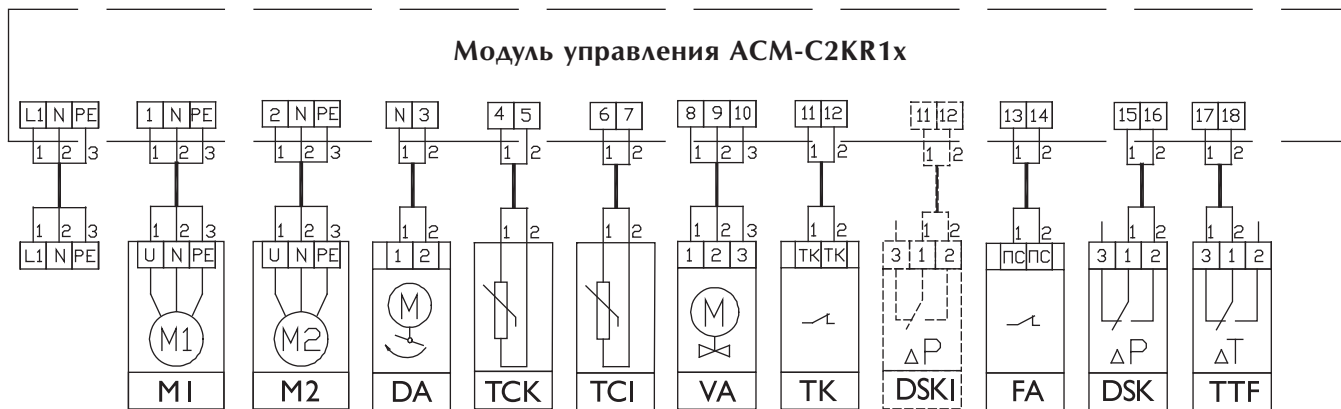 Модуль управления ACM-C2KR1x
L1 N PE 1 N PE 2 N PE N 3 4 5 6 7 8 9 10 11 12 11 12 13 14 15 16 17 18
1 2 3 1 2 3 1 2 3 1 2 1 2 1 2 1 2 3 1 2 1 2 1 2 1 2 1 2
1 2 3 1 2 3 1 2 3 1 2 1 2 1 2 1 2 3 1 2 1 2 1 2 1 2 1 2
L1 N PE U N PE U N PE 1 2 1 2 3 ТК ТК 3 1 2 ПС ПС 3 1 2 3 1 2
M1 M2 M M ΔP ΔP ΔT
M1 M2 DA TCK TCI VA TK DSK1 FA DSK TTF